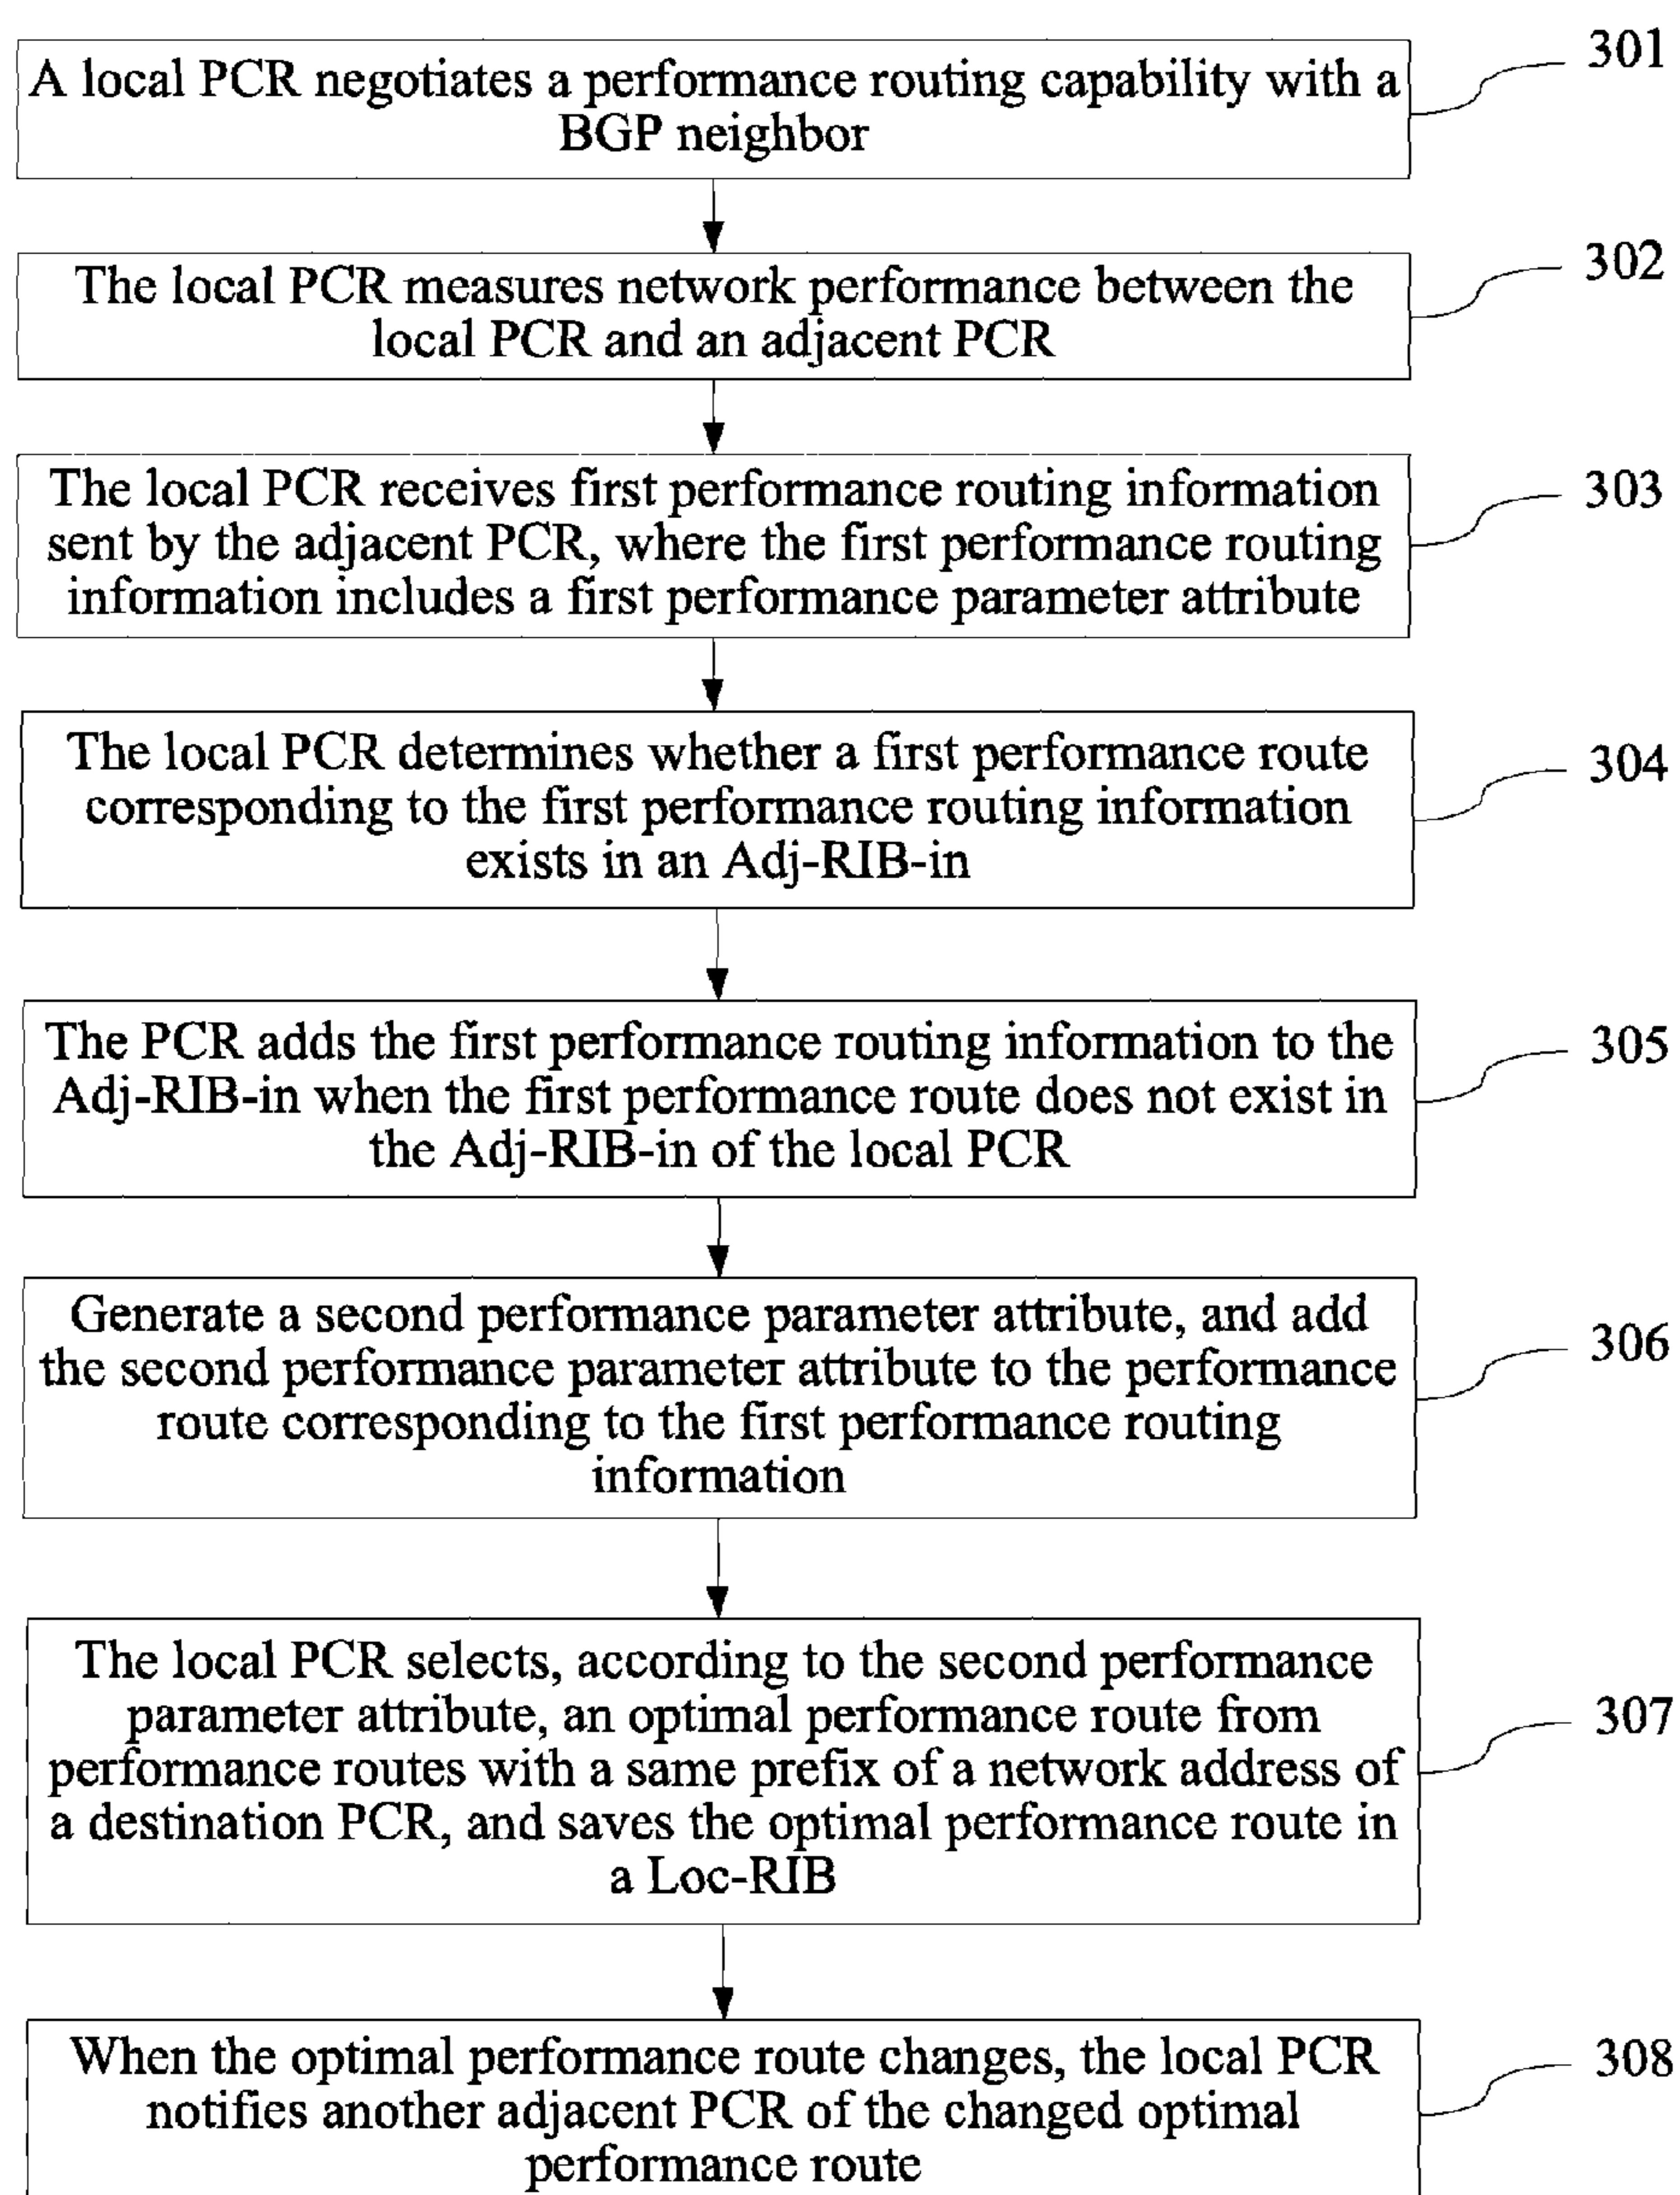 A local PCR negotiates a performance routing capability with a
BGP neighbor
301
The local PCR measures network performance between the
local PCR and an adjacent PCR
302
The local PCR receives first performance routing information
sent by the adjacent PCR, where the first performance routing
information includes a first performance parameter attribute
303
The local PCR determines whether a first performance route
corresponding to the first performance routing information
exists in an Adj-RIB-in
304
The PCR adds the first performance routing information to the
Adj-RIB-in when the first performance route does not exist in
the Adj-RIB-in of the local PCR
305
Generate a second performance parameter attribute, and add
the second performance parameter attribute to the performance
route corresponding to the first performance routing
information
306
The local PCR selects, according to the second performance
parameter attribute, an optimal performance route from
performance routes with a same prefix of a network address of
a destination PCR, and saves the optimal performance route in
a Loc-RIB
307
When the optimal performance route changes, the local PCR
notifies another adjacent PCR of the changed optimal
performance route
308